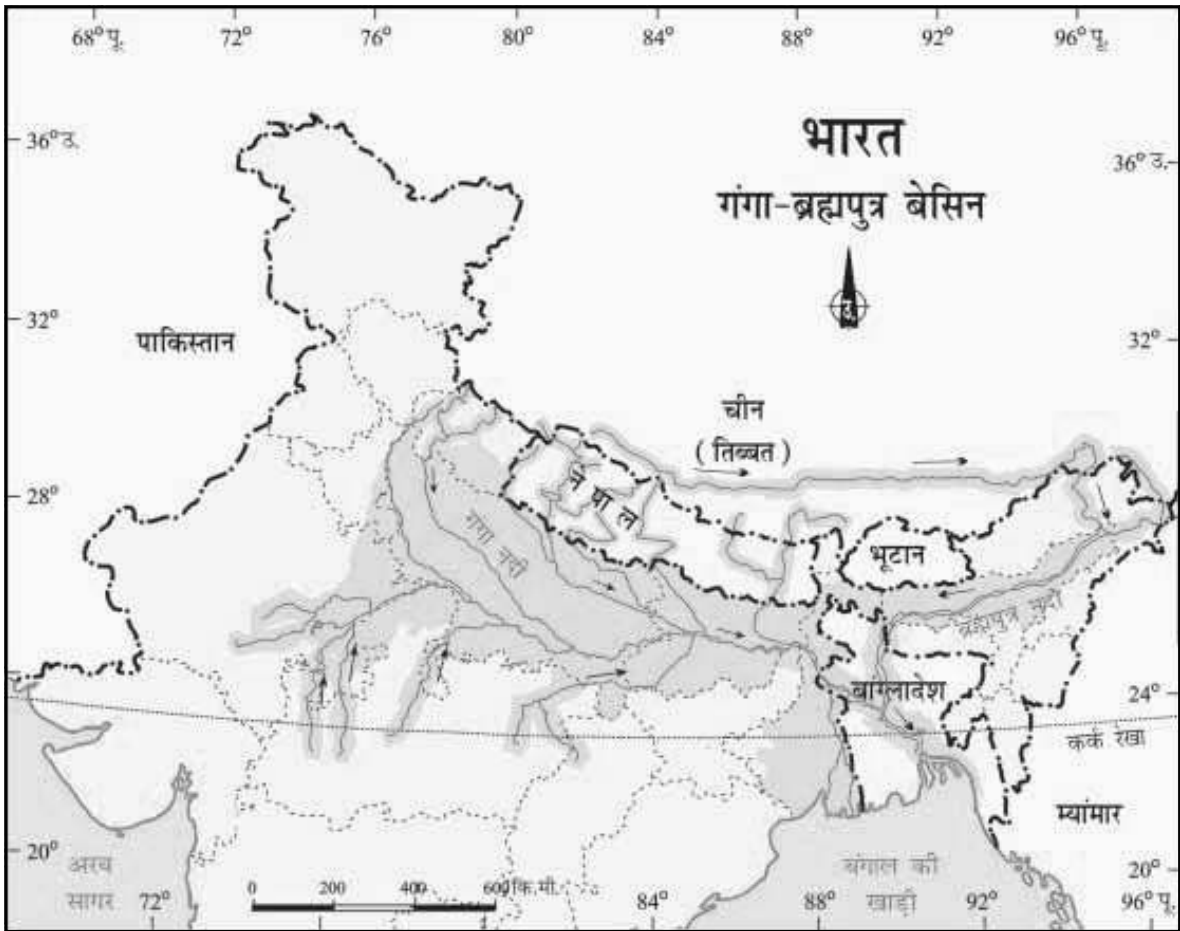 68° पू. 72° 76° 80° 84° 88° 92° 96° पू.
36° उ.
भारत
36° उ.
गंगा-ब्रह्मपुत्र बेसिन
उ.
32°
पाकिस्तान
32°
चीन
(तिब्बत)
28°
नेपाल
28°
गंगा नदी
भूटान
ब्रह्मपुत्र नदी
24°
बांग्लादेश
24°
कर्क रेखा
म्यांमार
20°
अरब
सागर
0 200 400 600 कि.मी.
बंगाल की
खाड़ी
20°
72° 84° 88° 92° 96° पू.